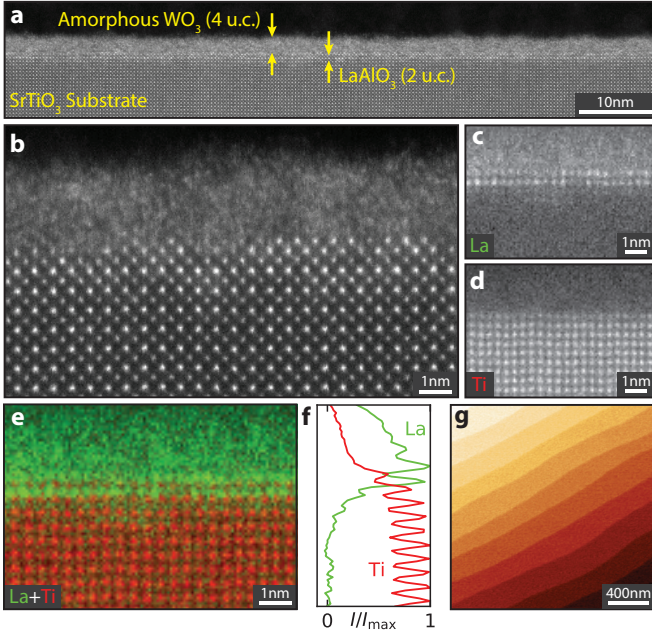 a
Amorphous WO₃ (4 u.c.)
LaAlO₃ (2 u.c.)
SrTiO₃ Substrate
10nm
b
1nm
c
La
1nm
d
Ti
1nm
e
La+Ti
1nm
f
La
Ti
0
I/Imax
1
g
400nm